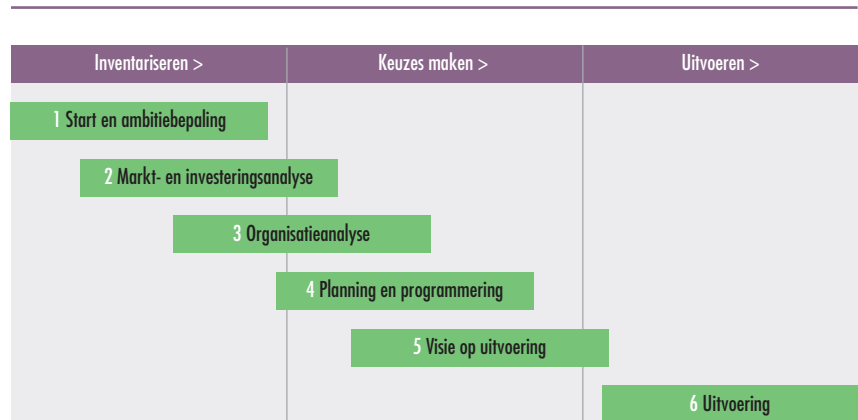 Inventariseren >
Keuzes maken >
Uitvoeren >
1 Start en ambitiebepaling
2 Markt- en investeringsanalyse
3 Organisatieanalyse
4 Planning en programmering
5 Visie op uitvoering
6 Uitvoering